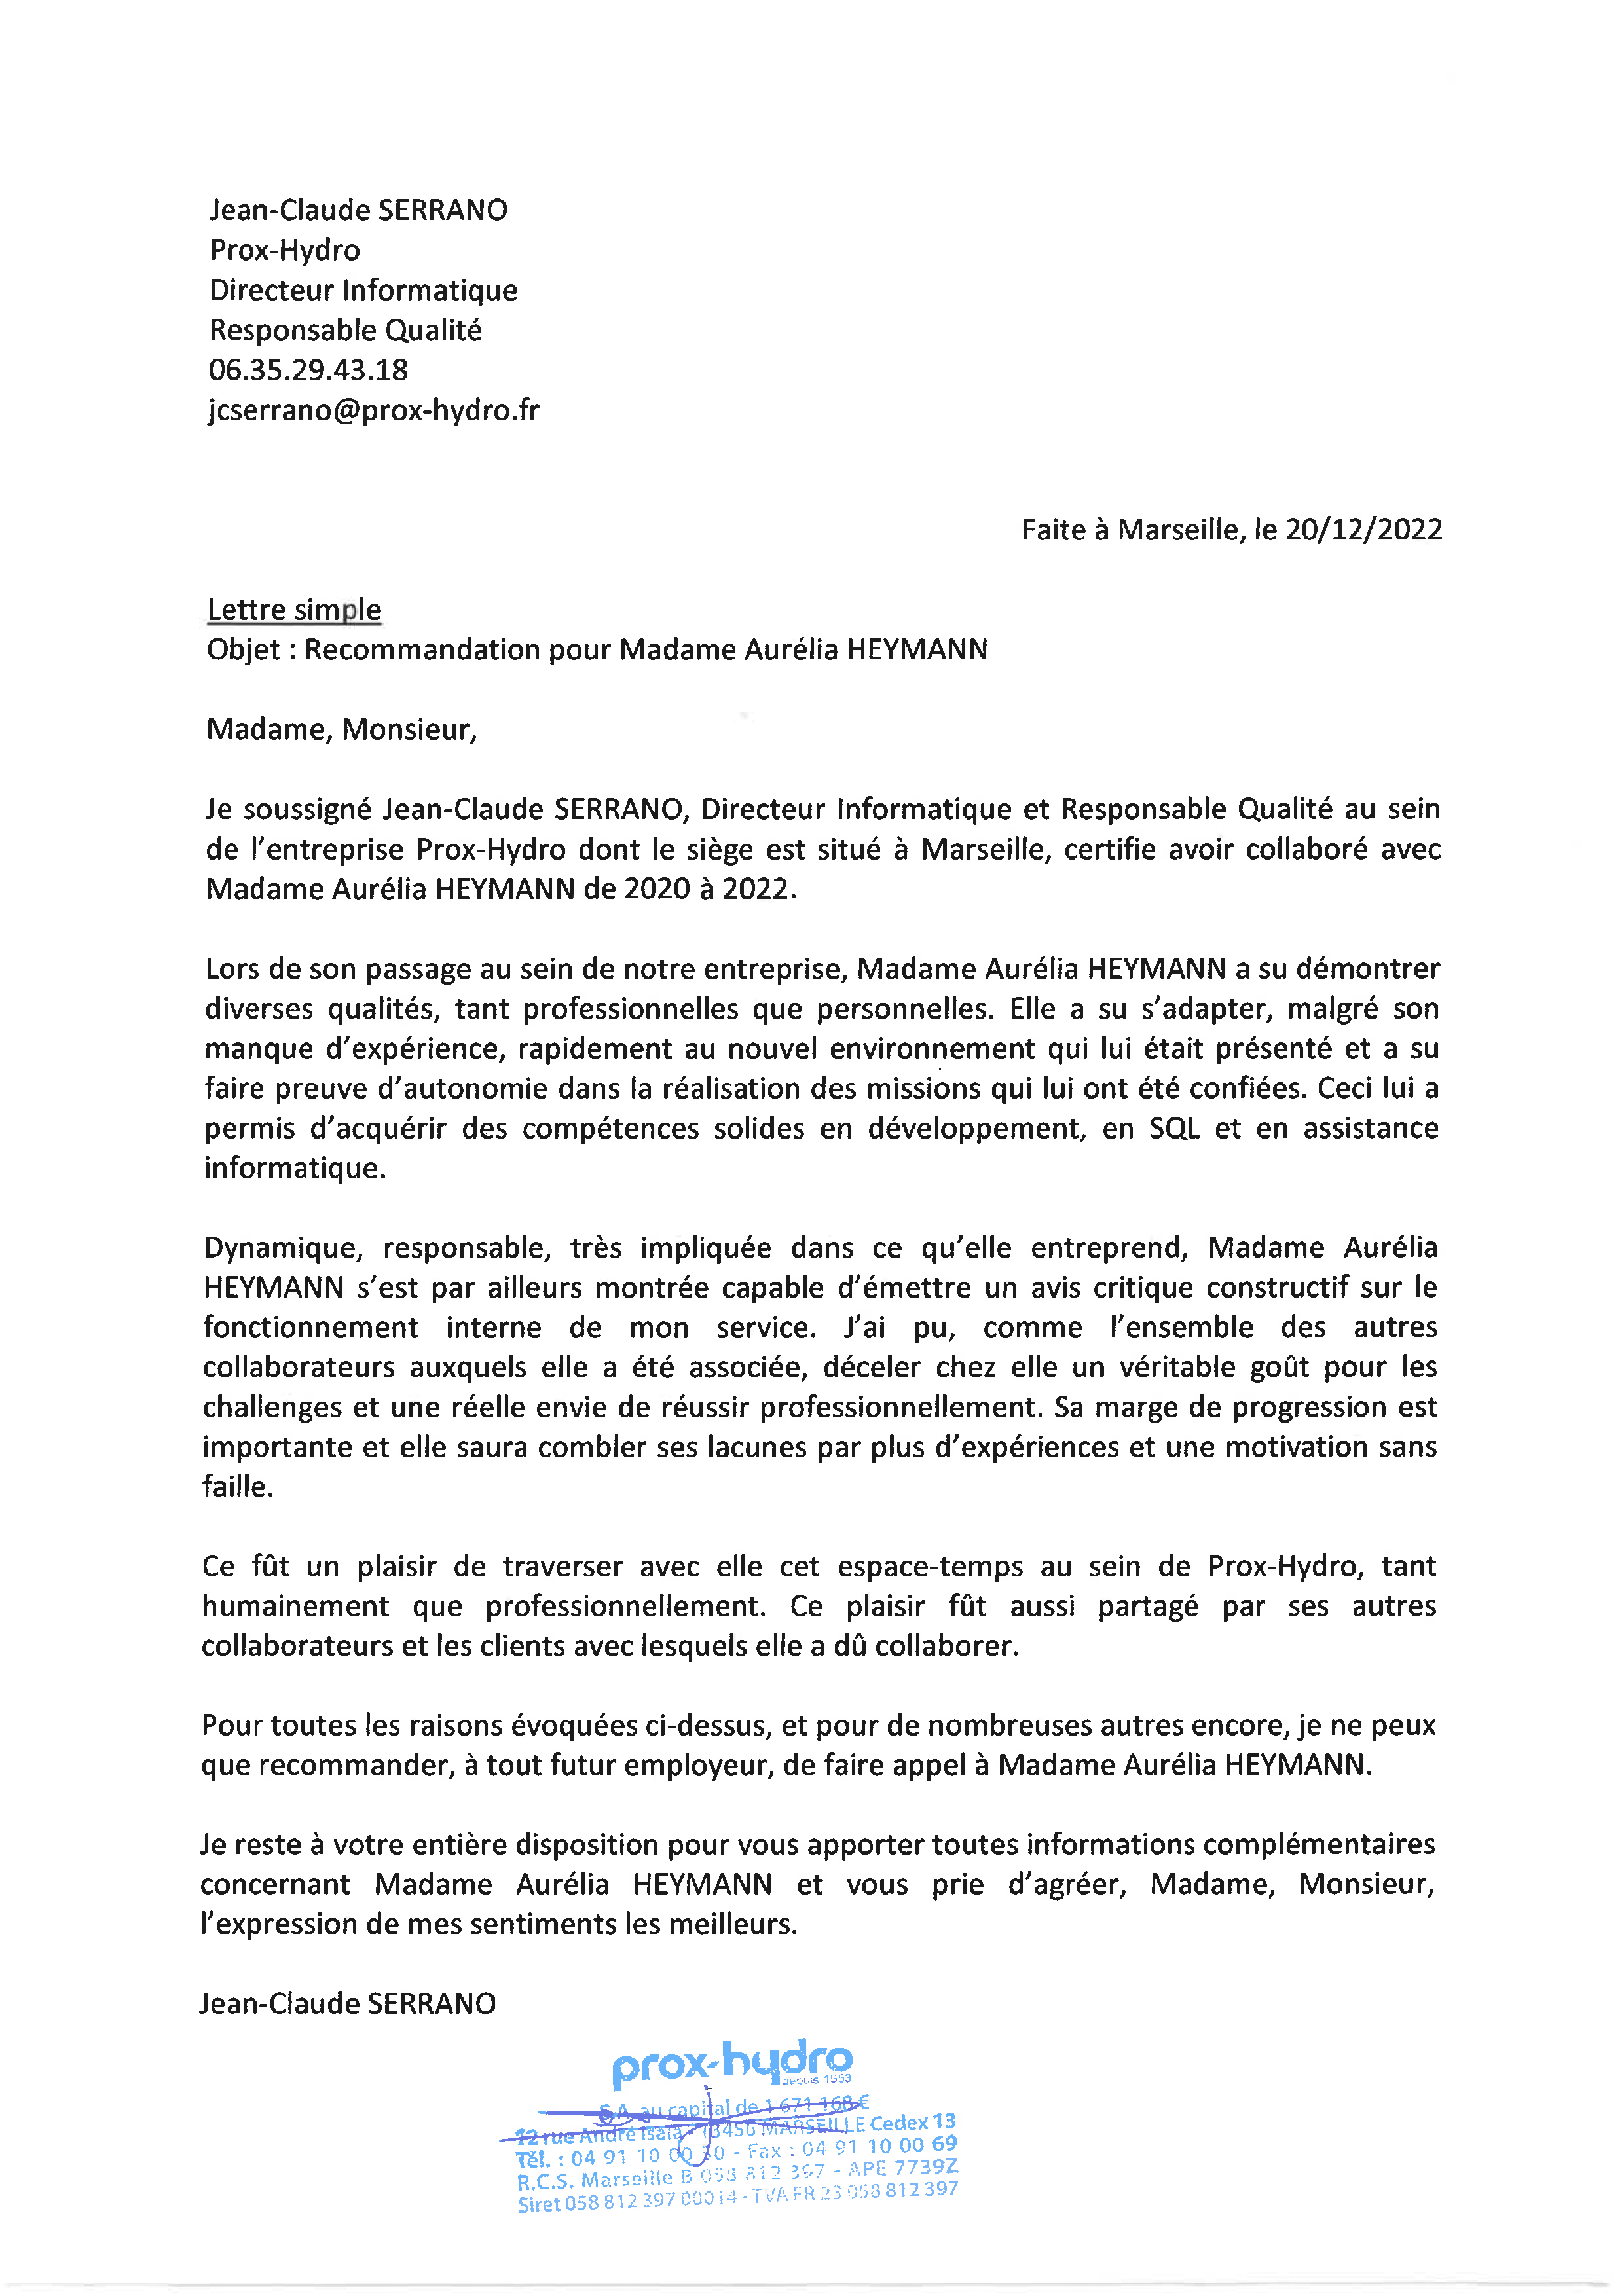 Jean-Claude SERRANO
Prox-Hydro
Directeur Informatique
Responsable Qualité
06.35.29.43.18
jcserrano@prox-hydro.fr
Faite à Marseille, le 20/12/2022
Lettre simple
Objet : Recommandation pour Madame Aurélia HEYMANN
Madame, Monsieur,
Je soussigné Jean-Claude SERRANO, Directeur Informatique et Responsable Qualité au sein
de l'entreprise Prox-Hydro dont le siège est situé à Marseille, certifie avoir collaboré avec
Madame Aurélia HEYMANN de 2020 à 2022.
Lors de son passage au sein de notre entreprise, Madame Aurélia HEYMANN a su démontrer
diverses qualités, tant professionnelles que personnelles. Elle a su s'adapter, malgré son
manque d'expérience, rapidement au nouvel environnement qui lui était présenté et a su
faire preuve d'autonomie dans la réalisation des missions qui lui ont été confiées. Ceci lui a
permis d'acquérir des compétences solides en développement, en SQL et en assistance
informatique.
Dynamique, responsable, très impliquée dans ce qu'elle entreprend, Madame Aurélia
HEYMANN s'est par ailleurs montrée capable d'émettre un avis critique constructif sur le
fonctionnement interne de mon service. J'ai pu, comme l'ensemble des autres
collaborateurs auxquels elle a été associée, déceler chez elle un véritable goût pour les
challenges et une réelle envie de réussir professionnellement. Sa marge de progression est
importante et elle saura combler ses lacunes par plus d'expériences et une motivation sans
faille.
Ce fût un plaisir de traverser avec elle cet espace-temps au sein de Prox-Hydro, tant
humainement que professionnellement. Ce plaisir fût aussi partagé par ses autres
collaborateurs et les clients avec lesquels elle a dû collaborer.
Pour toutes les raisons évoquées ci-dessus, et pour de nombreuses autres encore, je ne peux
que recommander, à tout futur employeur, de faire appel à Madame Aurélia HEYMANN.
Je reste à votre entière disposition pour vous apporter toutes informations complémentaires
concernant Madame Aurélia HEYMANN et vous prie d'agréer, Madame, Monsieur,
l'expression de mes sentiments les meilleurs.
Jean-Claude SERRANO
prox-hydro
depuis
S.A. au capital de 1 671 168 €
12 rue André Isaïa - 13456 MARSEILLE Cedex 13
Tél. : 04 91 10 00 - Fax : 04 91 10 00 69
R.C.S. Marseille B 058 812 397 - APE 7739Z
Siret 058 812 397 00014 - TVA FR 23 058 812 397